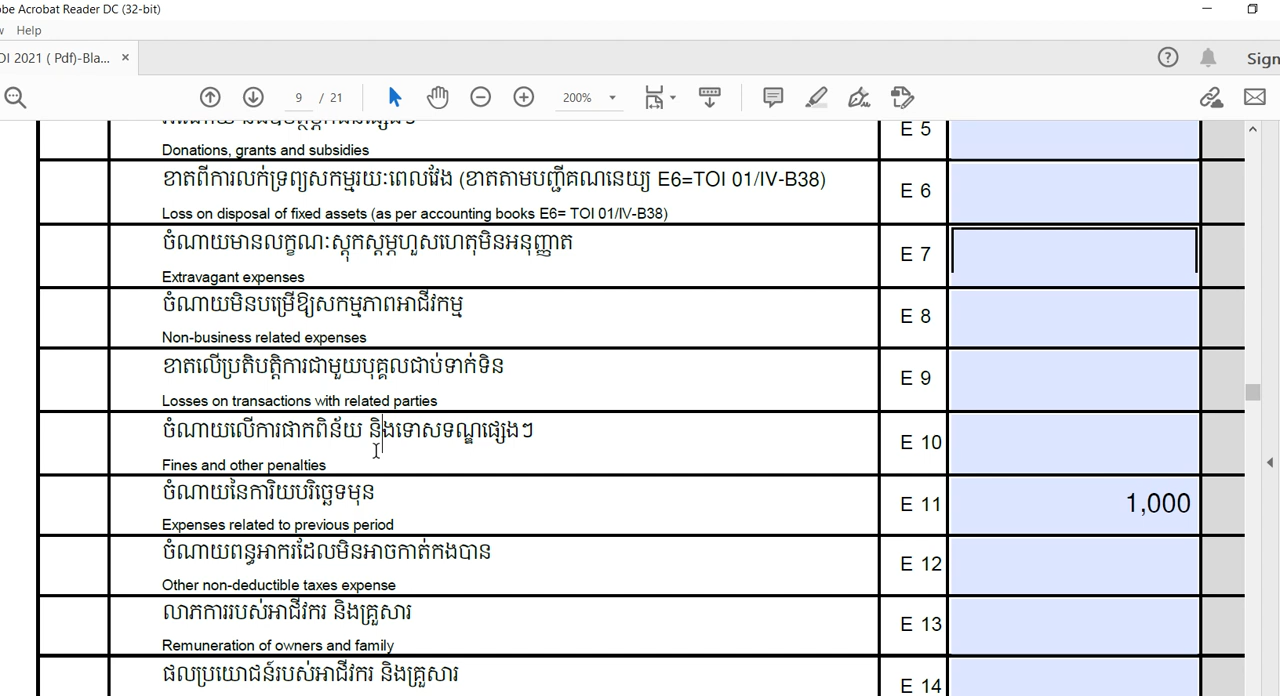 obe Acrobat Reader DC (32-bit)
w Help
OI 2021 ( Pdf)-Bla... ×
Sign
9 / 21
200%
Donations, grants and subsidies
E 5
ខាតពីការលក់ទ្រព្យសកម្មរយៈពេលវែង (ខាតតាមបញ្ជីគណនេយ្យ E6=TOI 01/IV-B38)
E 6
Loss on disposal of fixed assets (as per accounting books E6= TOI 01/IV-B38)
ចំណាយមានលក្ខណៈស្តុកស្តម្ភហួសហេតុមិនអនុញ្ញាត
E 7
Extravagant expenses
ចំណាយមិនបម្រើឱ្យសកម្មភាពអាជីវកម្ម
E 8
Non-business related expenses
ខាតលើប្រតិបត្តិការជាមួយបុគ្គលជាប់ទាក់ទិន
E 9
Losses on transactions with related parties
ចំណាយលើការផាកពិន័យ និងទោសទណ្ឌផ្សេងៗ
E 10
Fines and other penalties
ចំណាយនៃការិយបរិច្ឆេទមុន
E 11 1,000
Expenses related to previous period
ចំណាយពន្ធអាករដែលមិនអាចកាត់កងបាន
E 12
Other non-deductible taxes expense
លាភការរបស់អាជីវករ និងគ្រួសារ
E 13
Remuneration of owners and family
ផលប្រយោជន៍របស់អាជីវករ និងគ្រួសារ
E 14